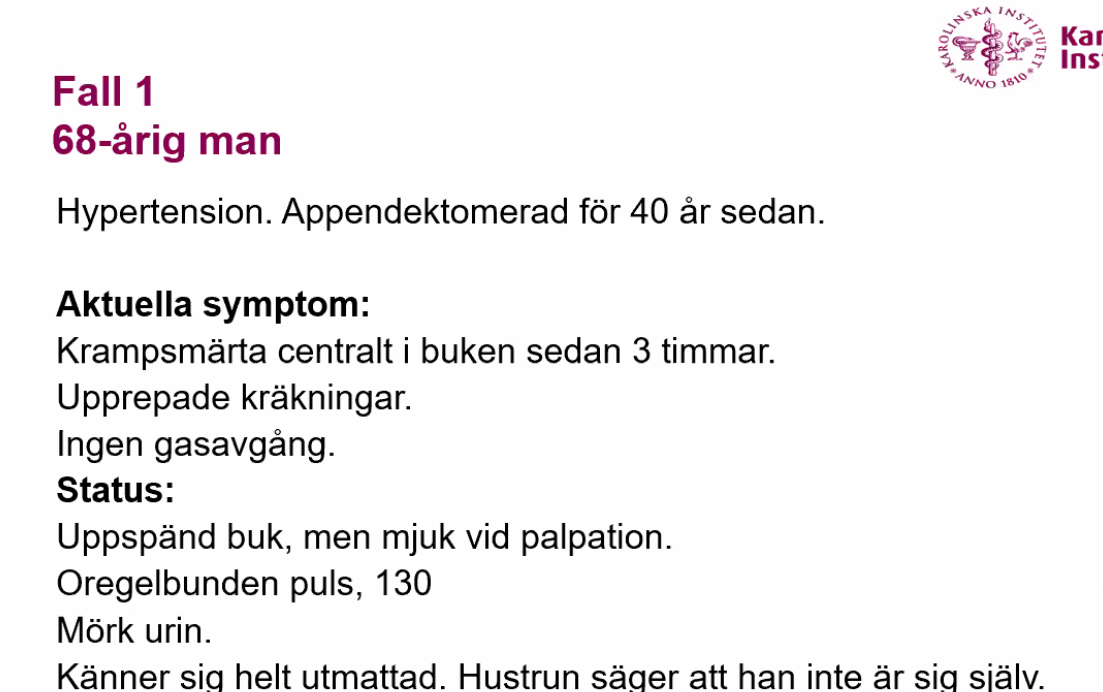 KAROLINSKA INSTITUTET
ANNO 1810
Fall 1
68-årig man
Hypertension. Appendektomerad för 40 år sedan.
Aktuella symptom:
Krampsmärta centralt i buken sedan 3 timmar.
Upprepade kräkningar.
Ingen gasavgång.
Status:
Uppspänd buk, men mjuk vid palpation.
Oregelbunden puls, 130
Mörk urin.
Känner sig helt utmattad. Hustrun säger att han inte är sig själv.